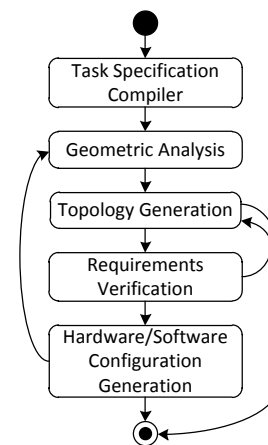 Task Specification
Compiler
Geometric Analysis
Topology Generation
Requirements
Verification
Hardware/Software
Configuration
Generation